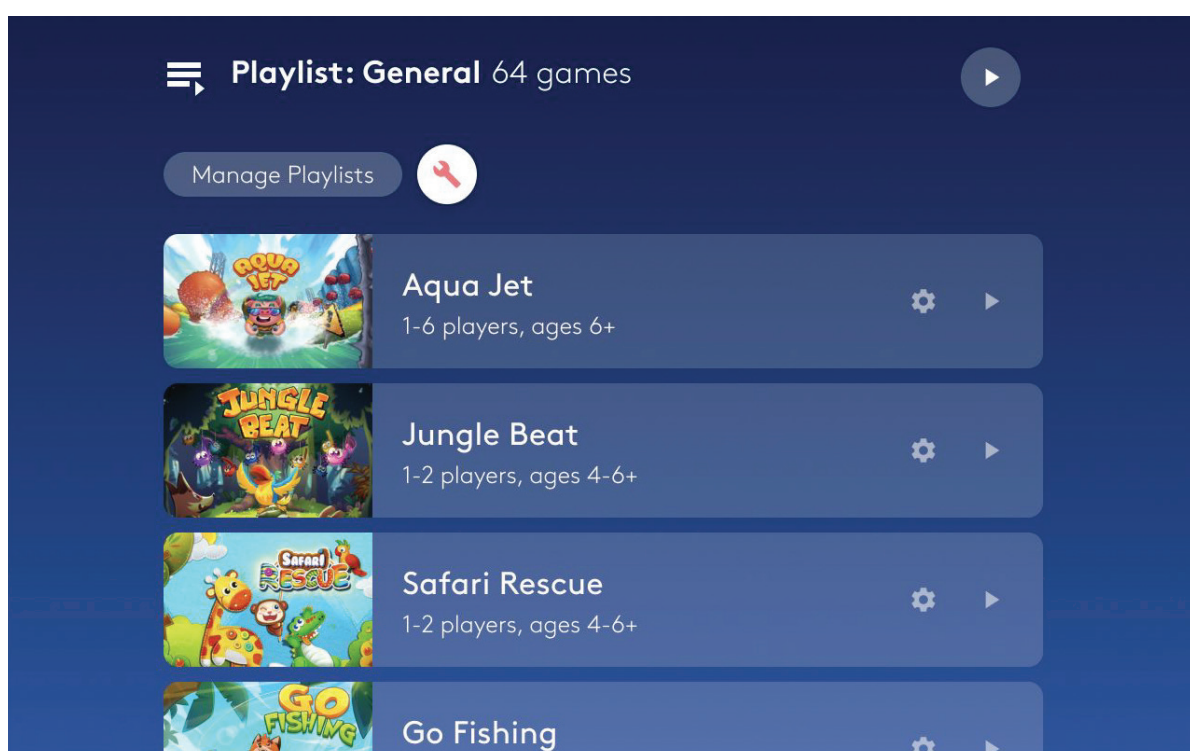 Playlist: General 64 games
Manage Playlists
AQUA
JET
Aqua Jet
1-6 players, ages 6+
JUNGLE
BEAT
Jungle Beat
1-2 players, ages 4-6+
SAFARI
RESCUE
Safari Rescue
1-2 players, ages 4-6+
GO
FISHING
Go Fishing